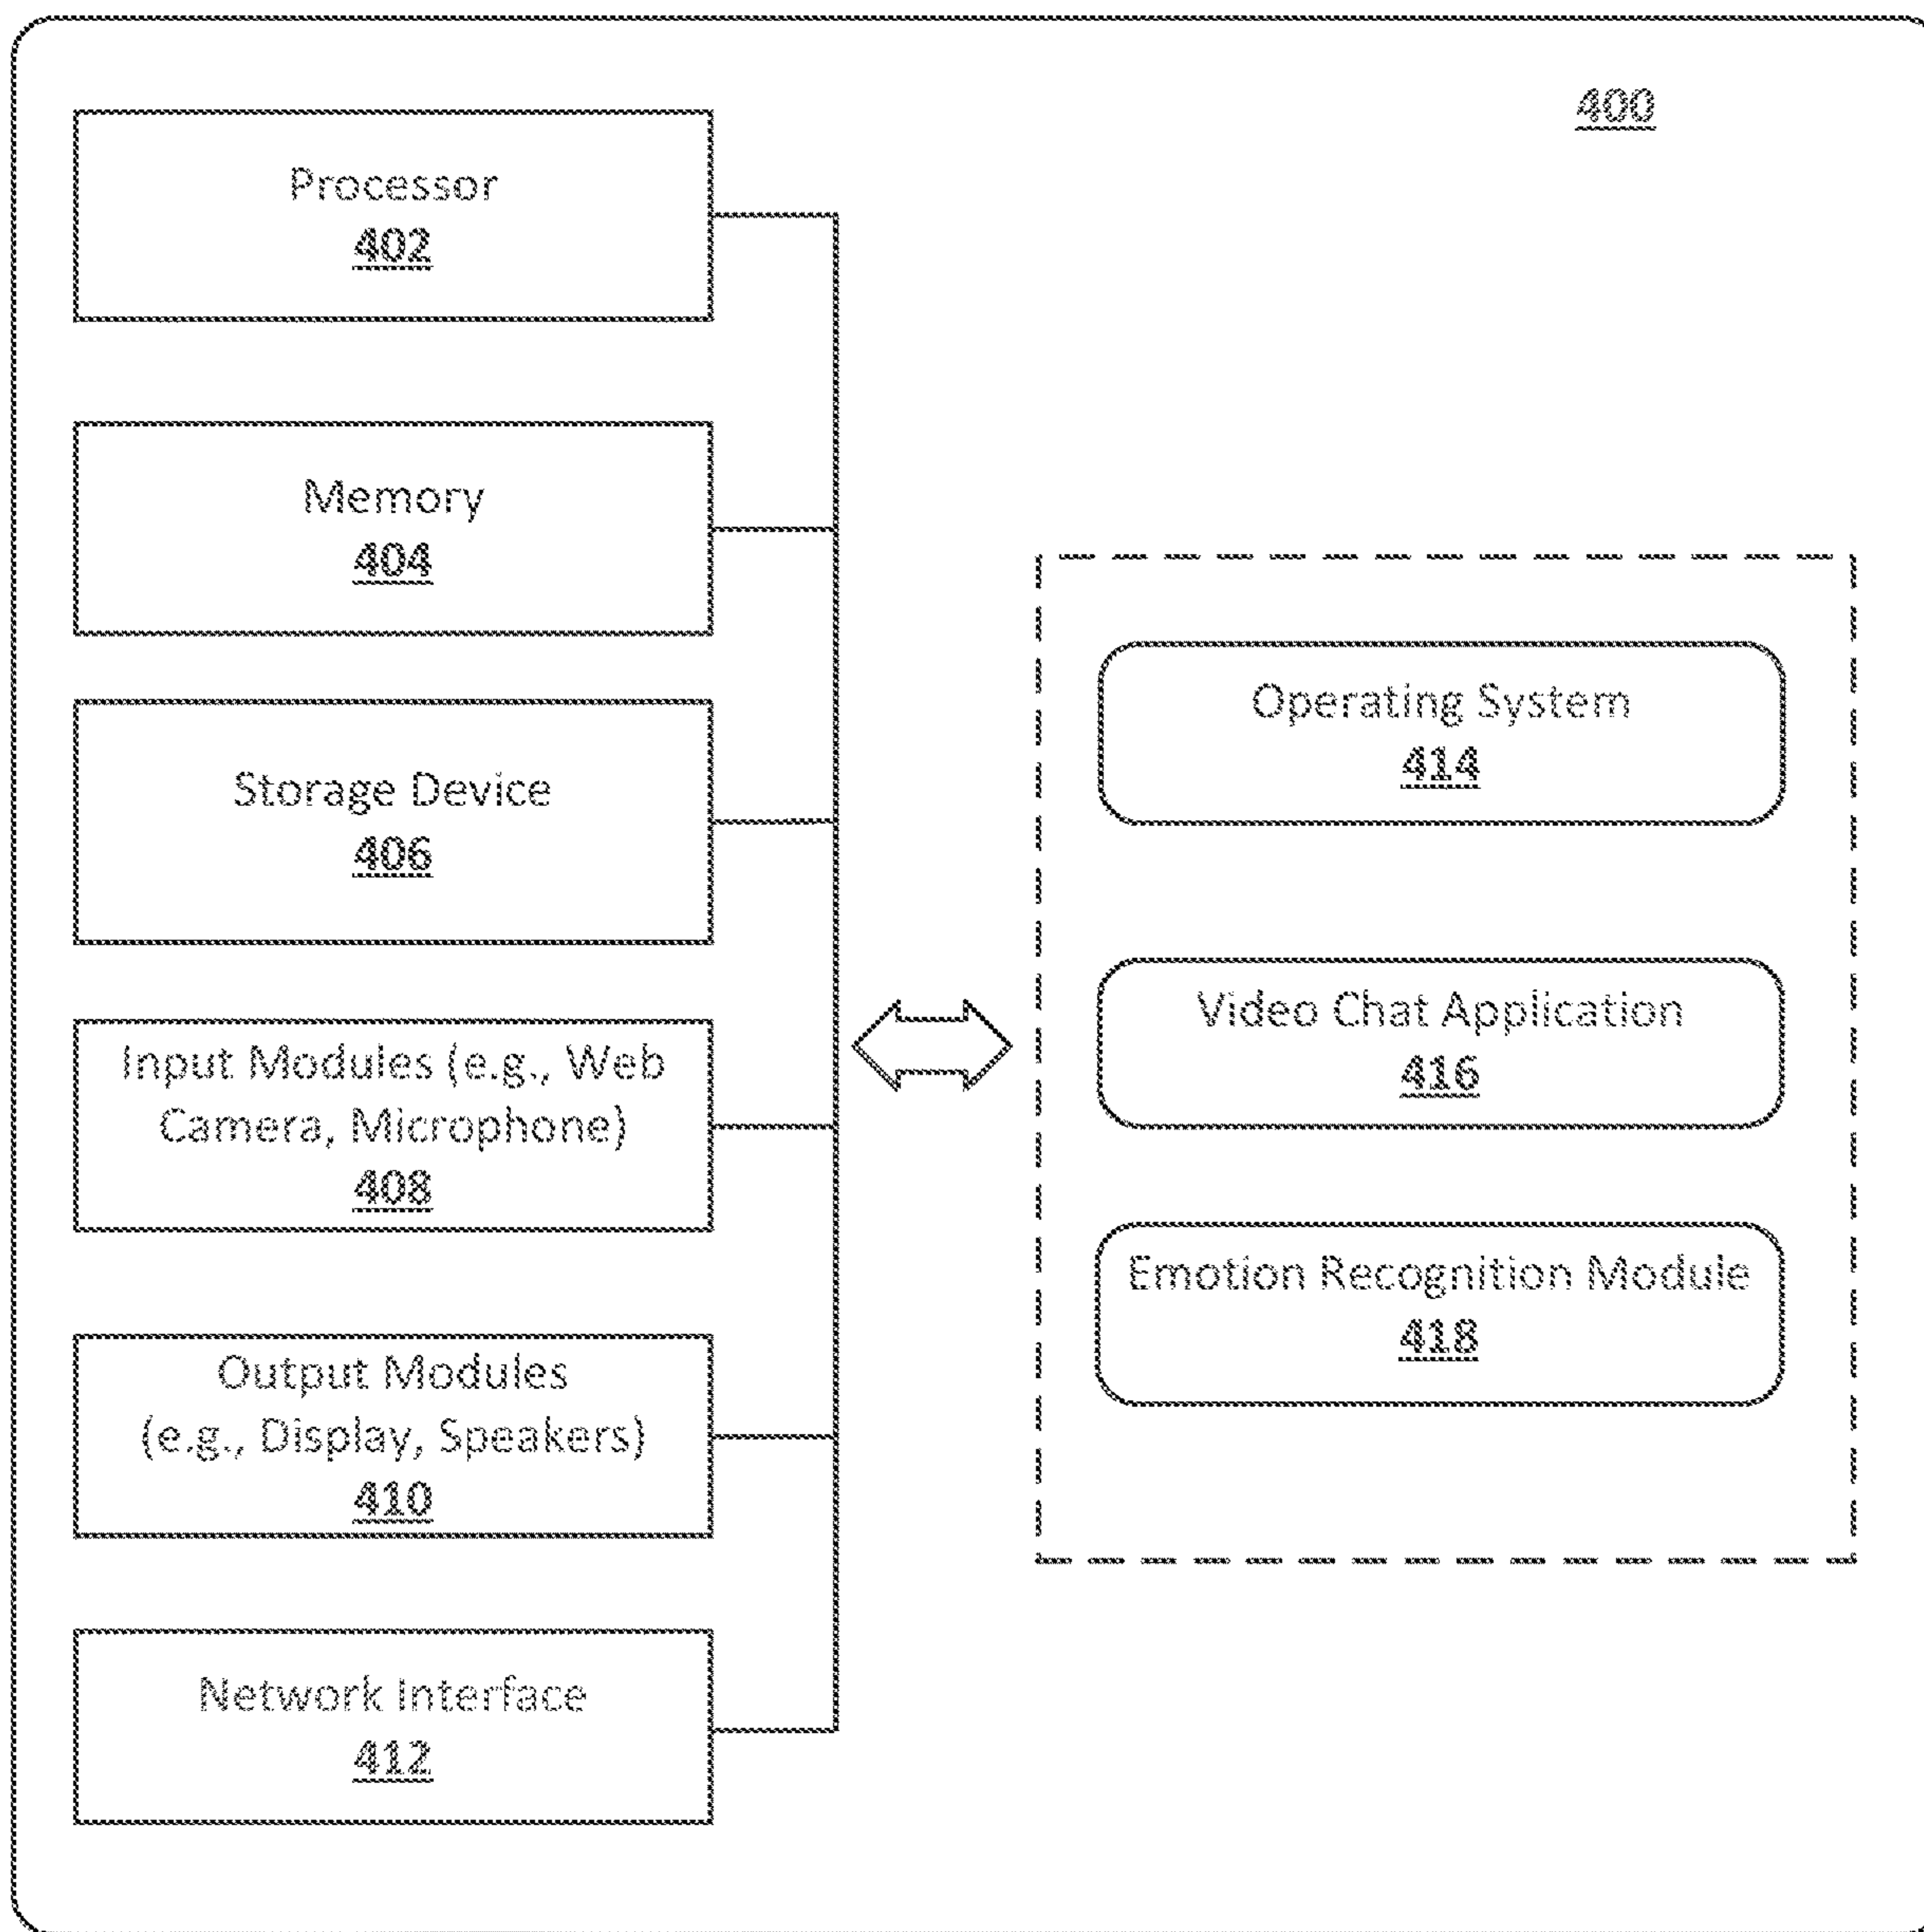 400
Processor
402
Memory
404
Storage Device
406
Input Modules (e.g., Web
Camera, Microphone)
408
Output Modules
(e.g., Display, Speakers)
410
Network Interface
412
Operating System
414
Video Chat Application
416
Emotion Recognition Module
418